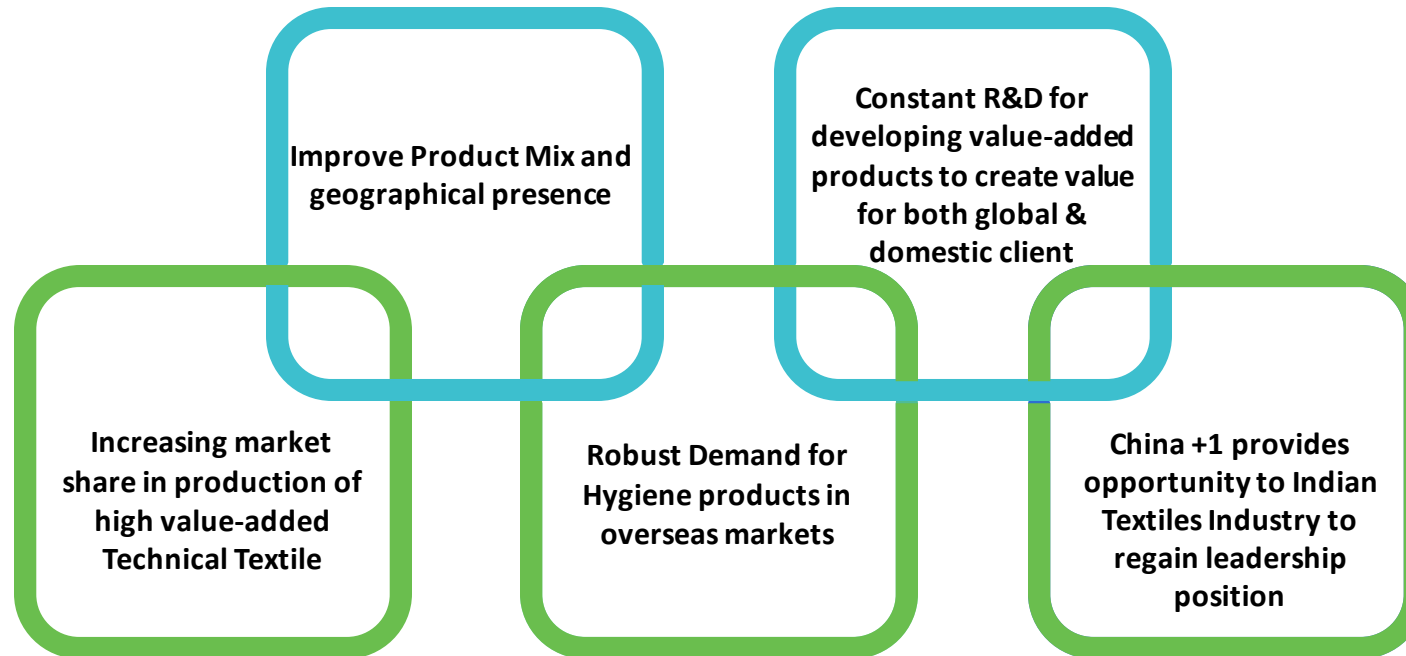 Improve Product Mix and
geographical presence
Constant R&D for
developing value-added
products to create value
for both global &
domestic client
Increasing market
share in production of
high value-added
Technical Textile
Robust Demand for
Hygiene products in
overseas markets
China +1 provides
opportunity to Indian
Textiles Industry to
regain leadership
position